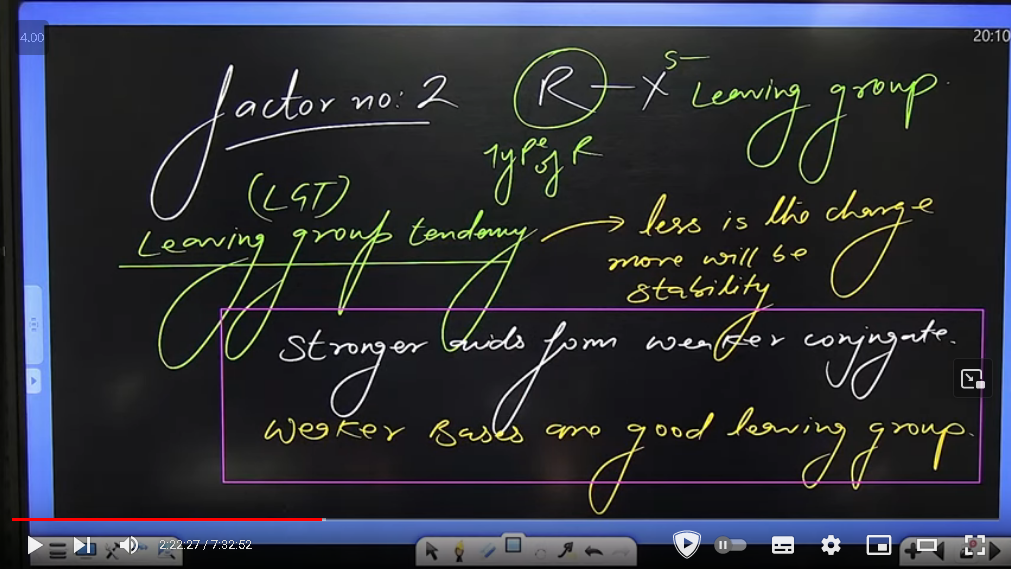 4.00
20:10
factor no: 2
R - X δ- Leaving group.
Type of R
(LGT)
Leaving group tendency → less is the charge
more will be
stability
Stronger acids form weaker conjugate.
Weaker Bases are good leaving group.
2:22:27 / 7:32:52